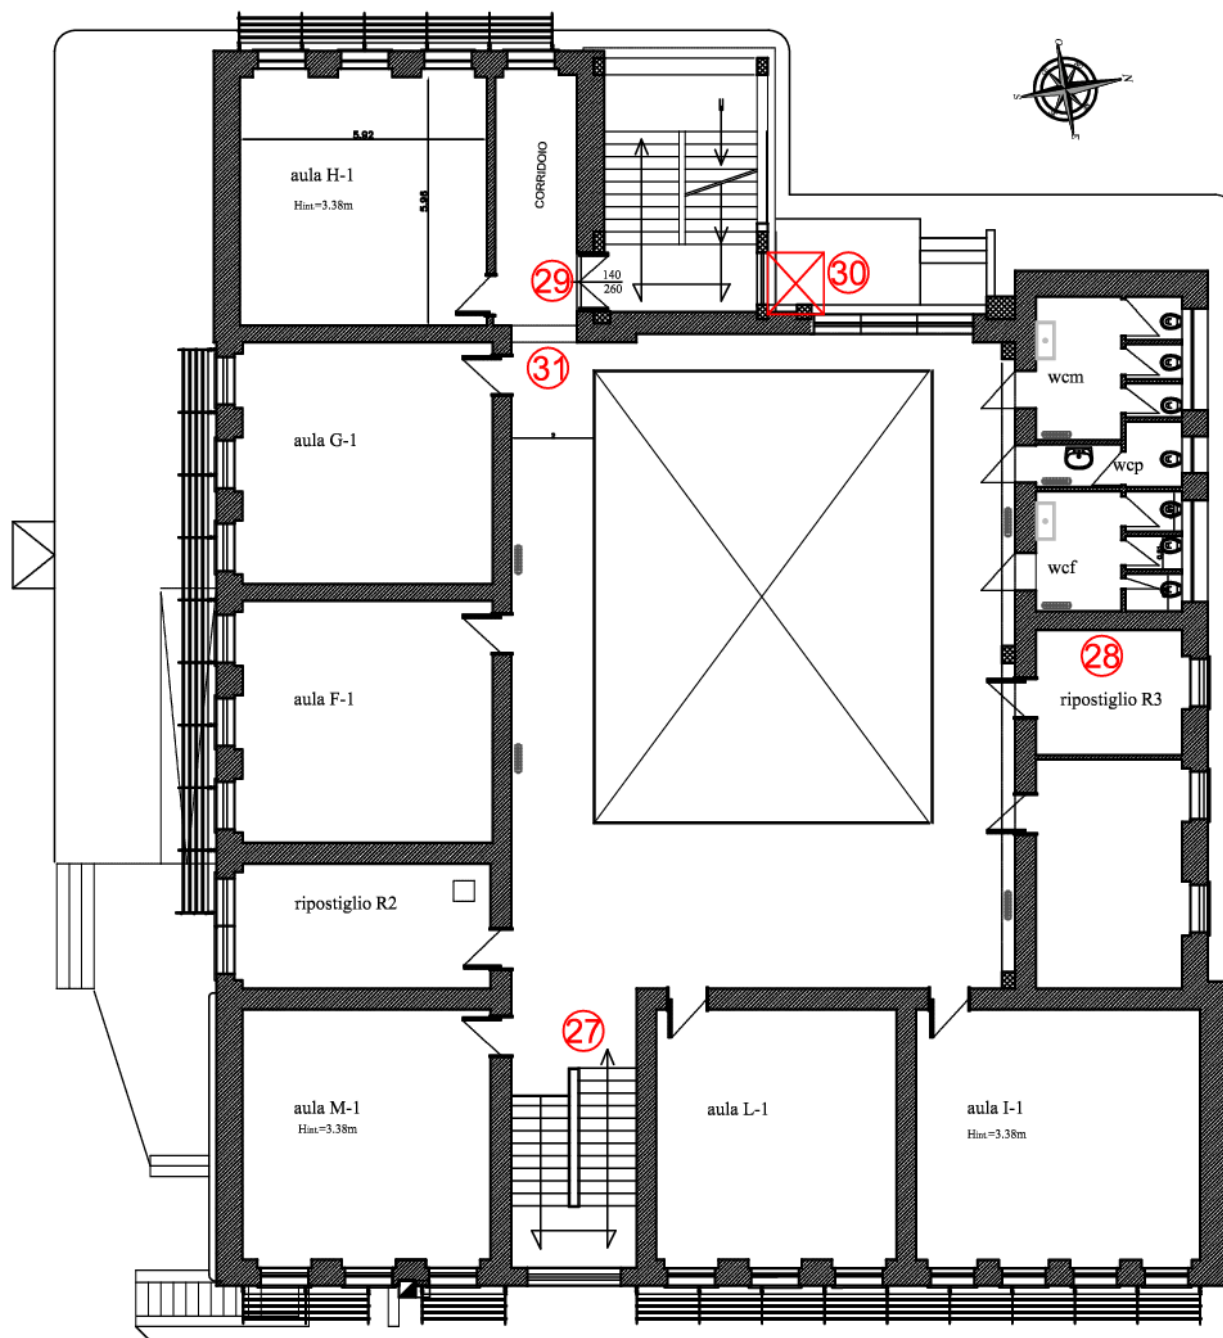 O
N
S
E
5.92
5.95
aula H-1
Hint.=3.38m
CORRIDOIO
29
140
260
30
31
wcm
aula G-1
wcp
wcf
28
aula F-1
ripostiglio R3
ripostiglio R2
27
aula M-1
Hint.=3.38m
aula L-1
aula I-1
Hint.=3.38m